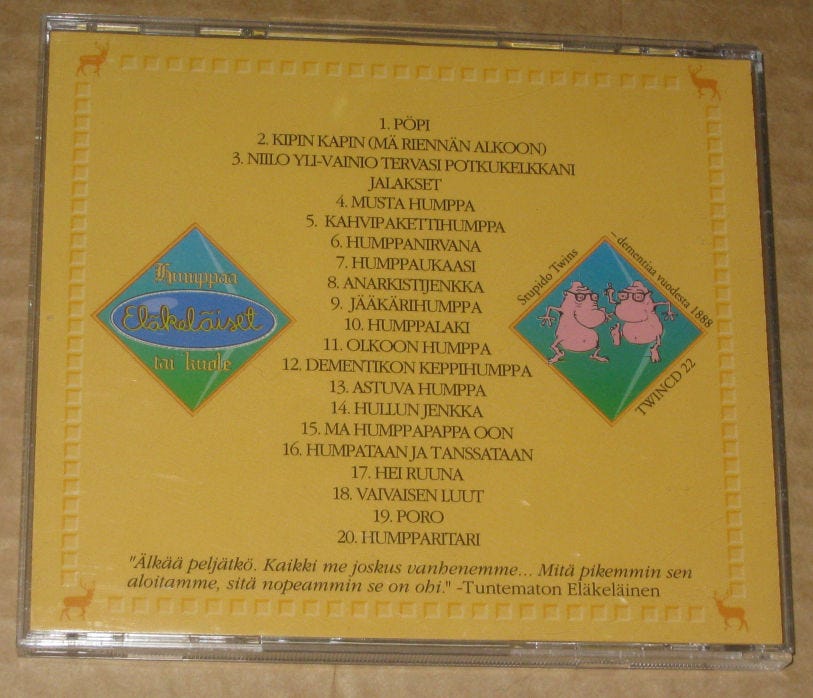 1. PÖPI
2. KIPIN KAPIN (MÄ RIENNÄN ALKOON)
3. NIILO YLI-VAINIO TERVASI POTKUKELKKANI
JALAKSET
4. MUSTA HUMPPA
5. KAHVIPAKETTIHUMPPA
6. HUMPPANIRVANA
7. HUMPPAUKAASI
8. ANARKISTIJENKKA
9. JÄÄKÄRIHUMPPA
10. HUMPPALAKI
11. OLKOON HUMPPA
12. DEMENTIKON KEPPIHUMPPA
13. ASTUVA HUMPPA
14. HULLUN JENKKA
15. MA HUMPPAPAPPA OON
16. HUMPATAAN JA TANSSATAAN
17. HEI RUUNA
18. VAIVAISEN LUUT
19. PORO
20. HUMPPARITARI
Humppaa
Eläkeläiset
tai kuole
Stupido Twins
– dementiaa vuodesta 1888
TWINCD 22
"Älkää peljätkö. Kaikki me joskus vanhenemme... Mitä pikemmin sen
aloitamme, sitä nopeammin se on ohi." -Tuntematon Eläkeläinen